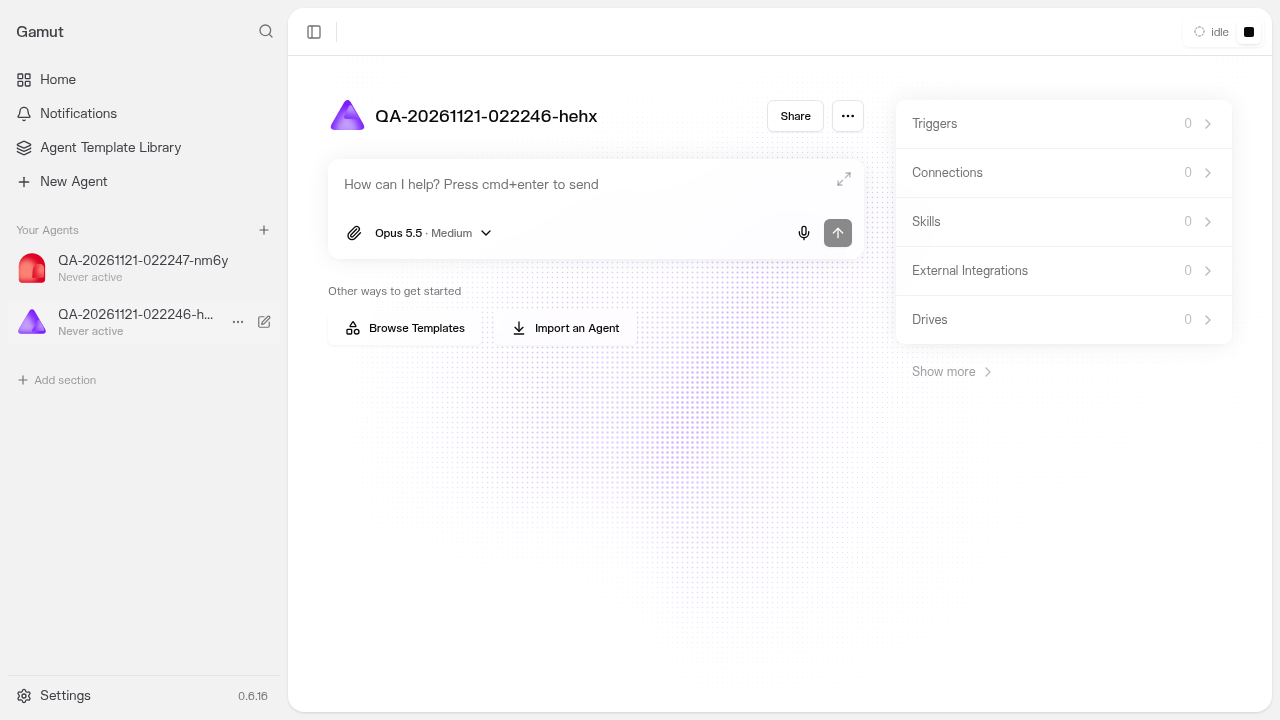 Gamut
Home
Notifications
Agent Template Library
New Agent
Your Agents
QA-20261121-022247-nm6y
Never active
QA-20261121-022246-h...
Never active
Add section
Settings
0.6.16
idle
QA-20261121-022246-hehx
Share
How can I help? Press cmd+enter to send
Opus 5.5 · Medium
Other ways to get started
Browse Templates
Import an Agent
Triggers 0
Connections 0
Skills 0
External Integrations 0
Drives 0
Show more